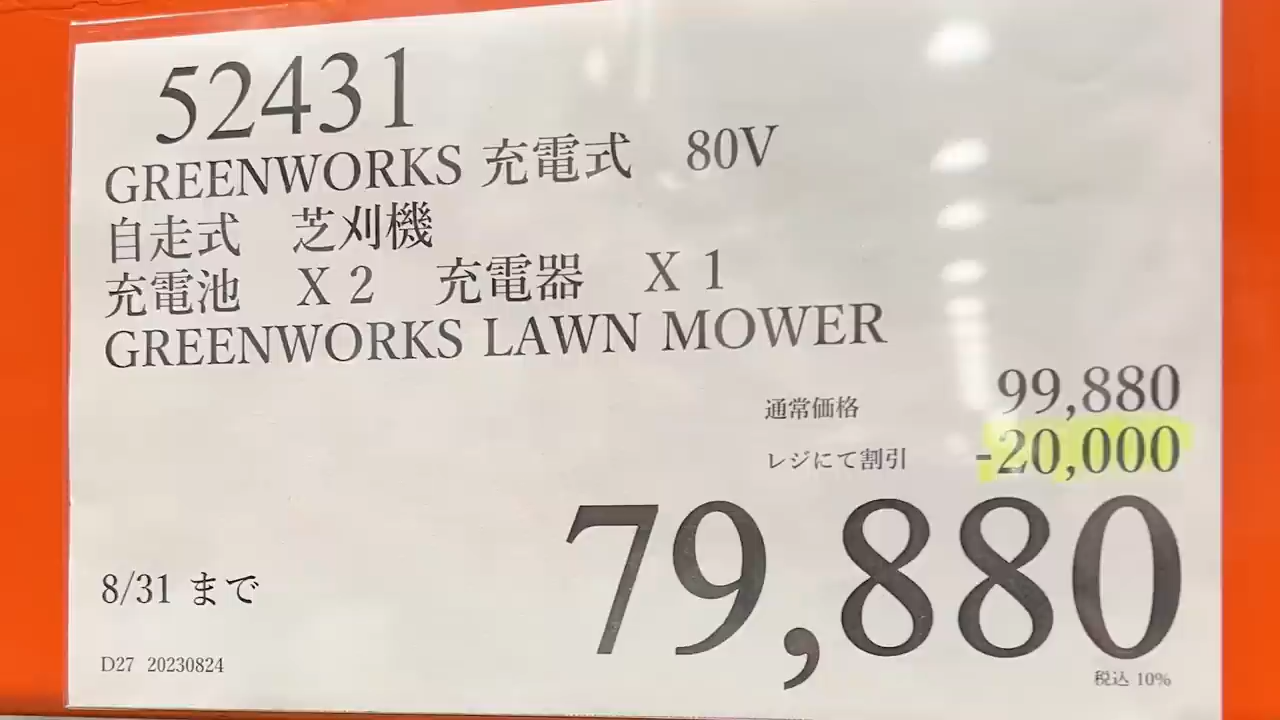 52431
GREENWORKS 充電式 80V
自走式 芝刈機
充電池 X 2 充電器 X 1
GREENWORKS LAWN MOWER
通常価格 99,880
レジにて割引 -20,000
79,880
8/31 まで
D27 20230824
税込 10%